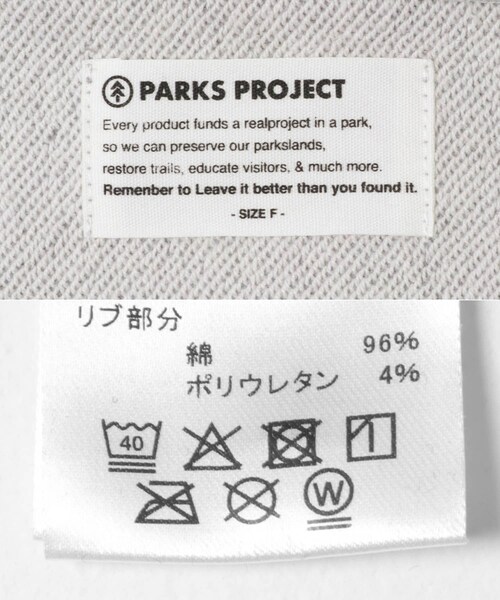 PARKS PROJECT
Every product funds a realproject in a park,
so we can preserve our parkslands,
restore trails, educate visitors, & much more.
Remenber to Leave it better than you found it.
- SIZE F -
リブ部分
綿 96%
ポリウレタン 4%
40
W